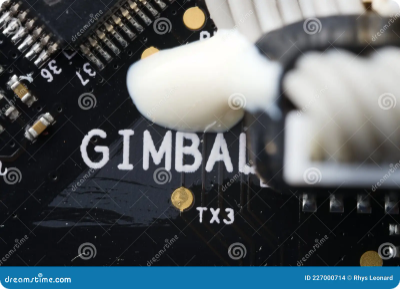 36
37
GIMBAL
TX3
dreamstime.com
ID 227000714 © Rhys Leonard